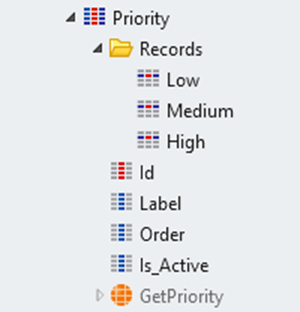 Priority
Records
Low
Medium
High
Id
Label
Order
Is_Active
GetPriority